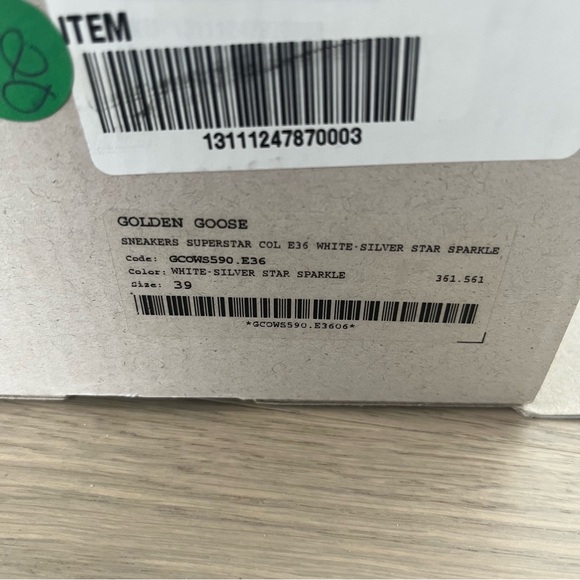 ITEM
13111247870003
GOLDEN GOOSE
SNEAKERS SUPERSTAR COL E36 WHITE-SILVER STAR SPARKLE
Code: GCOWS590.E36
Color: WHITE-SILVER STAR SPARKLE 361.561
Size: 39
*GCOWS590.E3606*